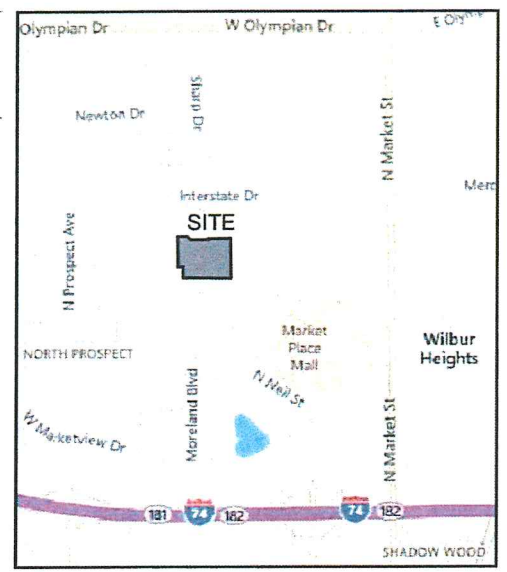 Olympian Dr
W Olympian Dr
Sharp Dr
Newton Dr
N Market St
Interstate Dr
SITE
N Prospect Ave
Market
Place
Mall
Wilbur
Heights
NORTH PROSPECT
N Neil St
Moreland Blvd
N Market St
W Marketview Dr
181
74
182
74
182
SHADOW WOOD